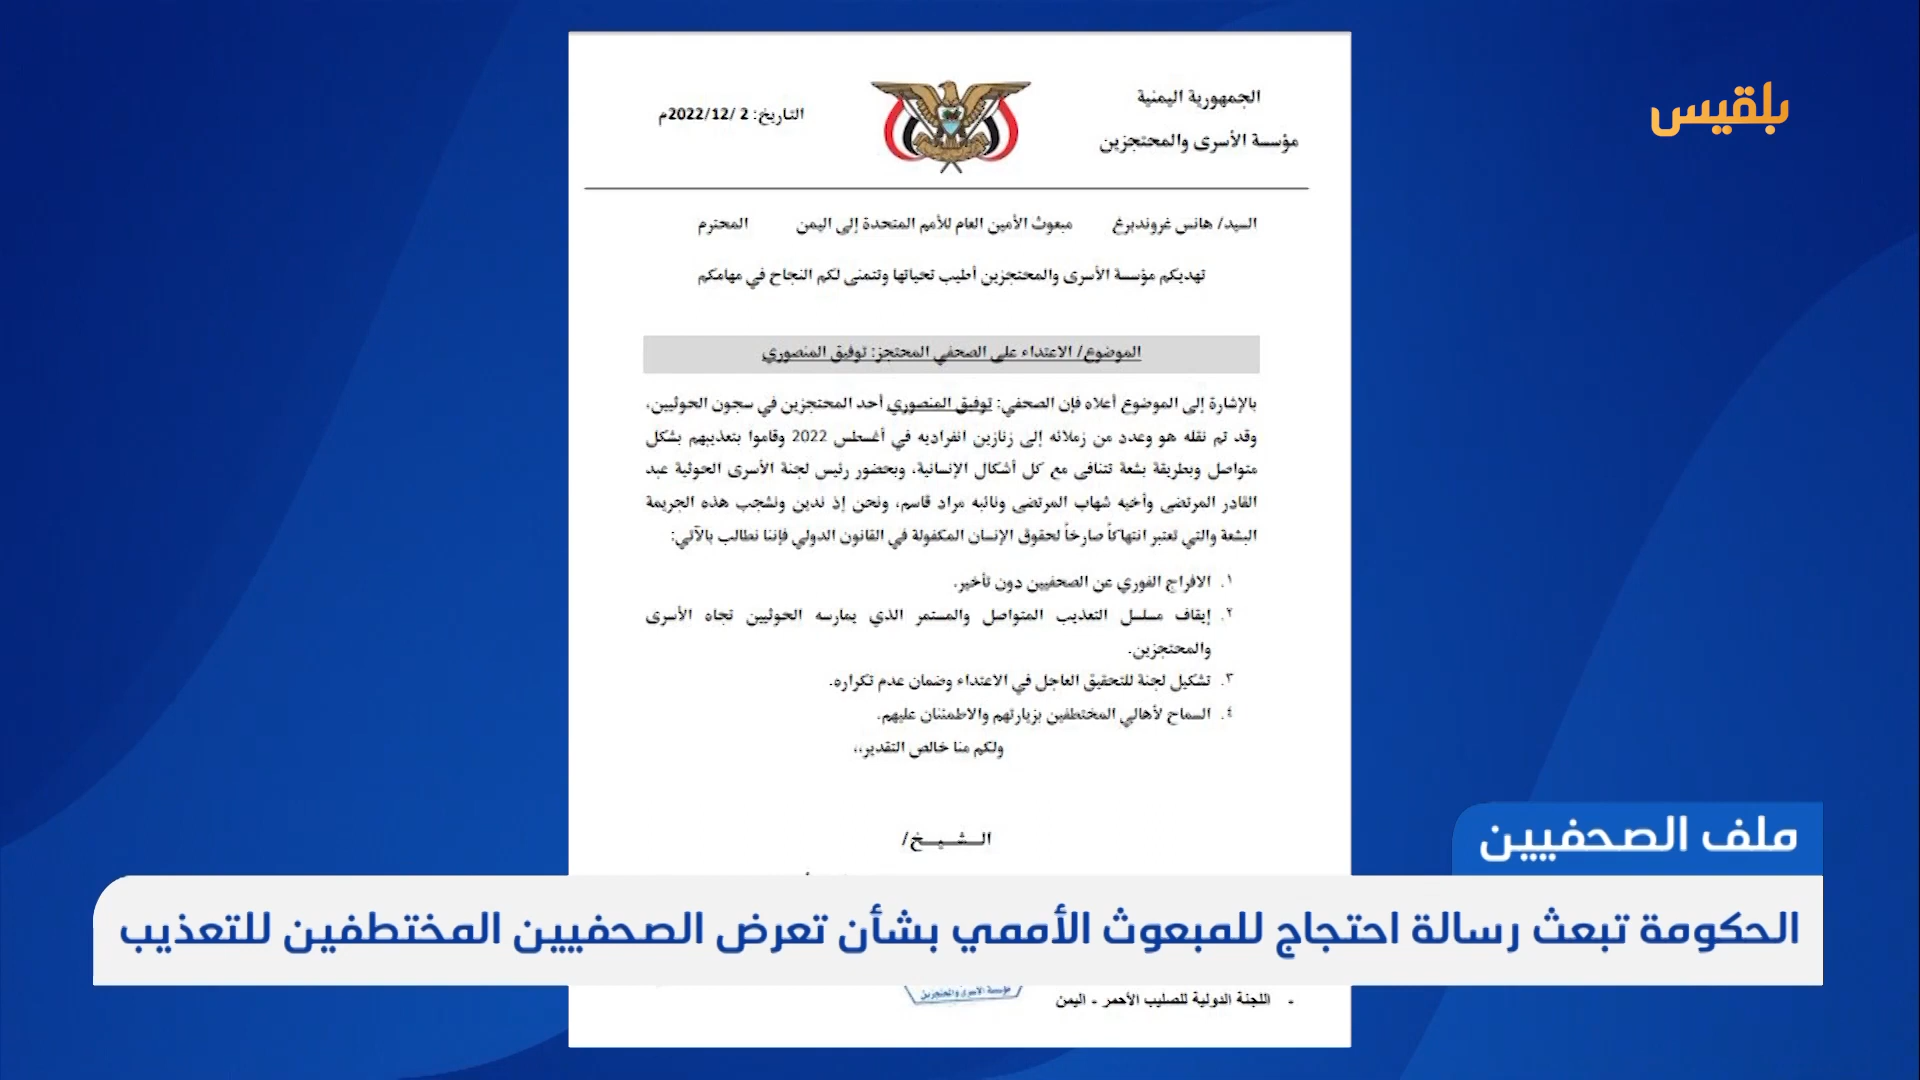 بلقيس
الجمهورية اليمنية
مؤسسة الأسرى والمحتجزين
التاريخ: 2 /12/2022م
السيد/ هانس غروندبرغ مبعوث الأمين العام للأمم المتحدة إلى اليمن المحترم
تهديكم مؤسسة الأسرى والمحتجزين أطيب تحياتها وتتمنى لكم النجاح في مهامكم
الموضوع/ الاعتداء على الصحفي المحتجز: توفيق المنصوري
بالإشارة إلى الموضوع أعلاه فإن الصحفي: توفيق المنصوري أحد المحتجزين في سجون الحوثيين،
وقد تم نقله هو وعدد من زملائه إلى زنازين انفراديه في أغسطس 2022 وقاموا بتعذيبهم بشكل
متواصل وبطريقة بشعة تتنافى مع كل أشكال الإنسانية، وبحضور رئيس لجنة الأسرى الحوثية عبد
القادر المرتضى وأخيه شهاب المرتضى ونائبه مراد قاسم، ونحن إذ ندين ونشجب هذه الجريمة
البشعة والتي تعتبر انتهاكاً صارخاً لحقوق الإنسان المكفولة في القانون الدولي فإننا نطالب بالآتي:
١. الافراج الفوري عن الصحفيين دون تأخير.
٢. إيقاف مسلسل التعذيب المتواصل والمستمر الذي يمارسه الحوثيين تجاه الأسرى
والمحتجزين.
٣. تشكيل لجنة للتحقيق العاجل في الاعتداء وضمان عدم تكراره.
٤. السماح لأهالي المختطفين بزيارتهم والاطمئنان عليهم.
ولكم منا خالص التقدير،،
الـشـيـخ/
ملف الصحفيين
الحكومة تبعث رسالة احتجاج للمبعوث الأممي بشأن تعرض الصحفيين المختطفين للتعذيب
مؤسسة الأسرى والمحتجزين
- اللجنة الدولية للصليب الأحمر - اليمن